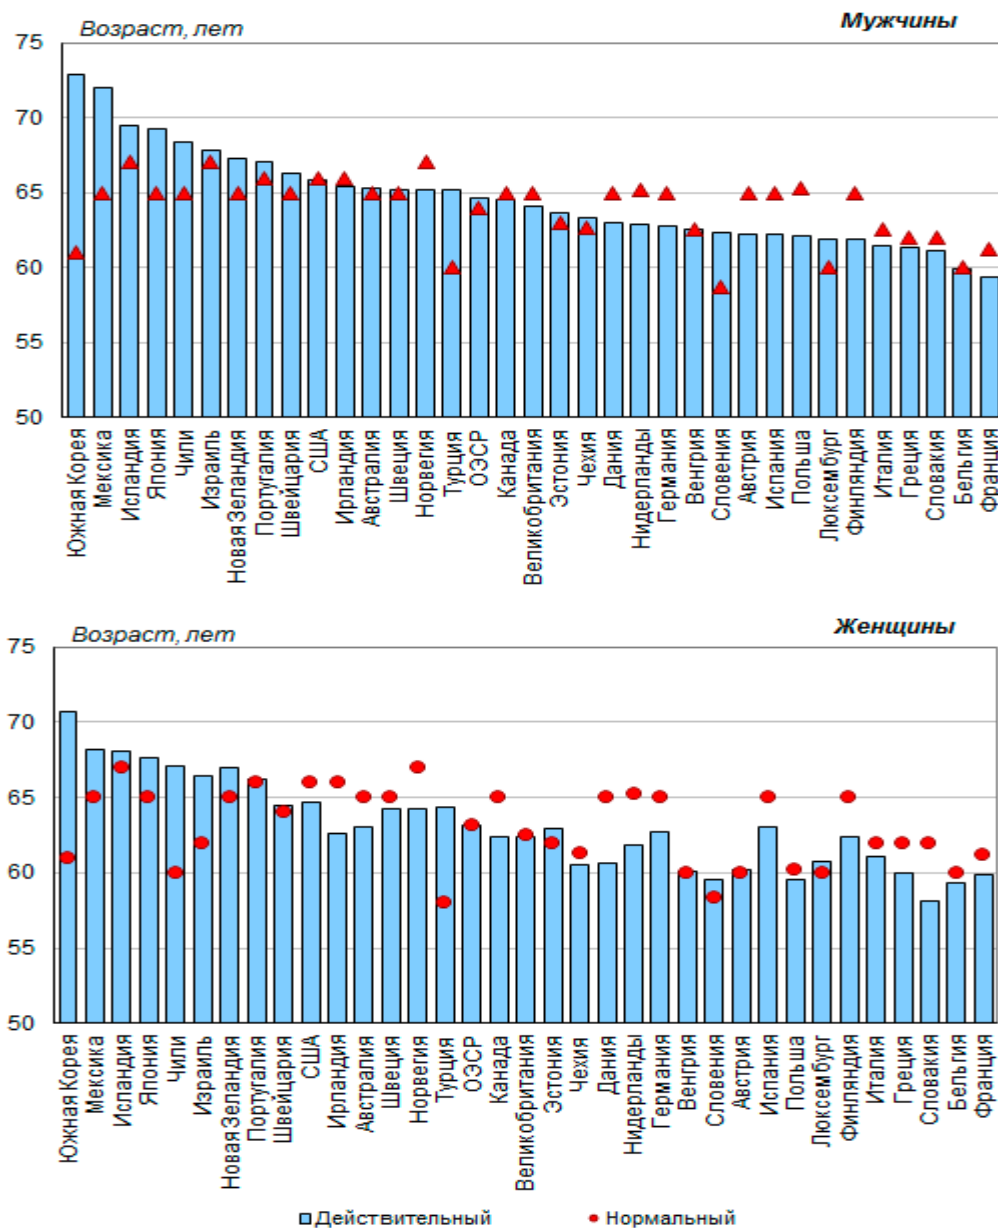 Возраст, лет
Мужчины
75
70
65
60
55
50
Южная Корея
Мексика
Исландия
Япония
Чили
Израиль
Новая Зеландия
Португалия
Швейцария
США
Ирландия
Австралия
Швеция
Норвегия
Турция
ОЭСР
Канада
Великобритания
Эстония
Чехия
Дания
Нидерланды
Германия
Венгрия
Словения
Австрия
Испания
Польша
Люксембург
Финляндия
Италия
Греция
Словакия
Бельгия
Франция
Возраст, лет
Женщины
75
70
65
60
55
50
Южная Корея
Мексика
Исландия
Япония
Чили
Израиль
Новая Зеландия
Португалия
Швейцария
США
Ирландия
Австралия
Швеция
Норвегия
Турция
ОЭСР
Канада
Великобритания
Эстония
Чехия
Дания
Нидерланды
Германия
Венгрия
Словения
Австрия
Испания
Польша
Люксембург
Финляндия
Италия
Греция
Словакия
Бельгия
Франция
Действительный
Нормальный